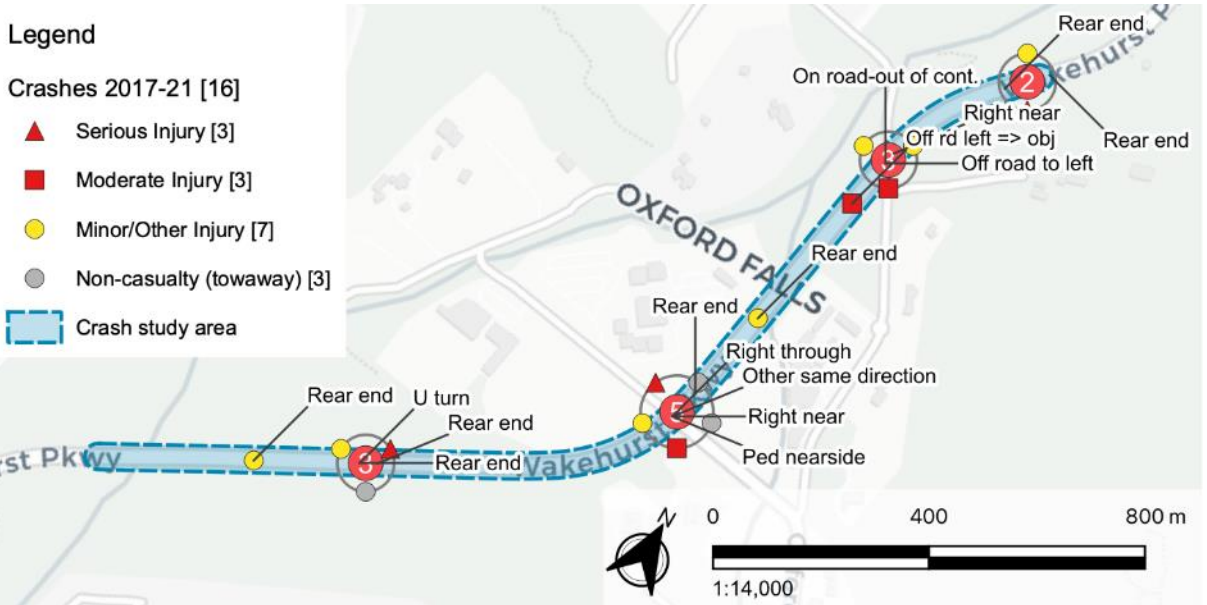 Legend
Crashes 2017-21 [16]
Serious Injury [3]
Moderate Injury [3]
Minor/Other Injury [7]
Non-casualty (towaway) [3]
Crash study area
Rear end
On road-out of cont.
2
Right near
Off rd left => obj
Rear end
3
Off road to left
OXFORD FALLS
Rear end
Rear end
Right through
Other same direction
5
Right near
Ped nearside
Rear end
U turn
Rear end
3
Rear end
rst Pkwy
Wakehurst
N
0 400 800 m
1:14,000